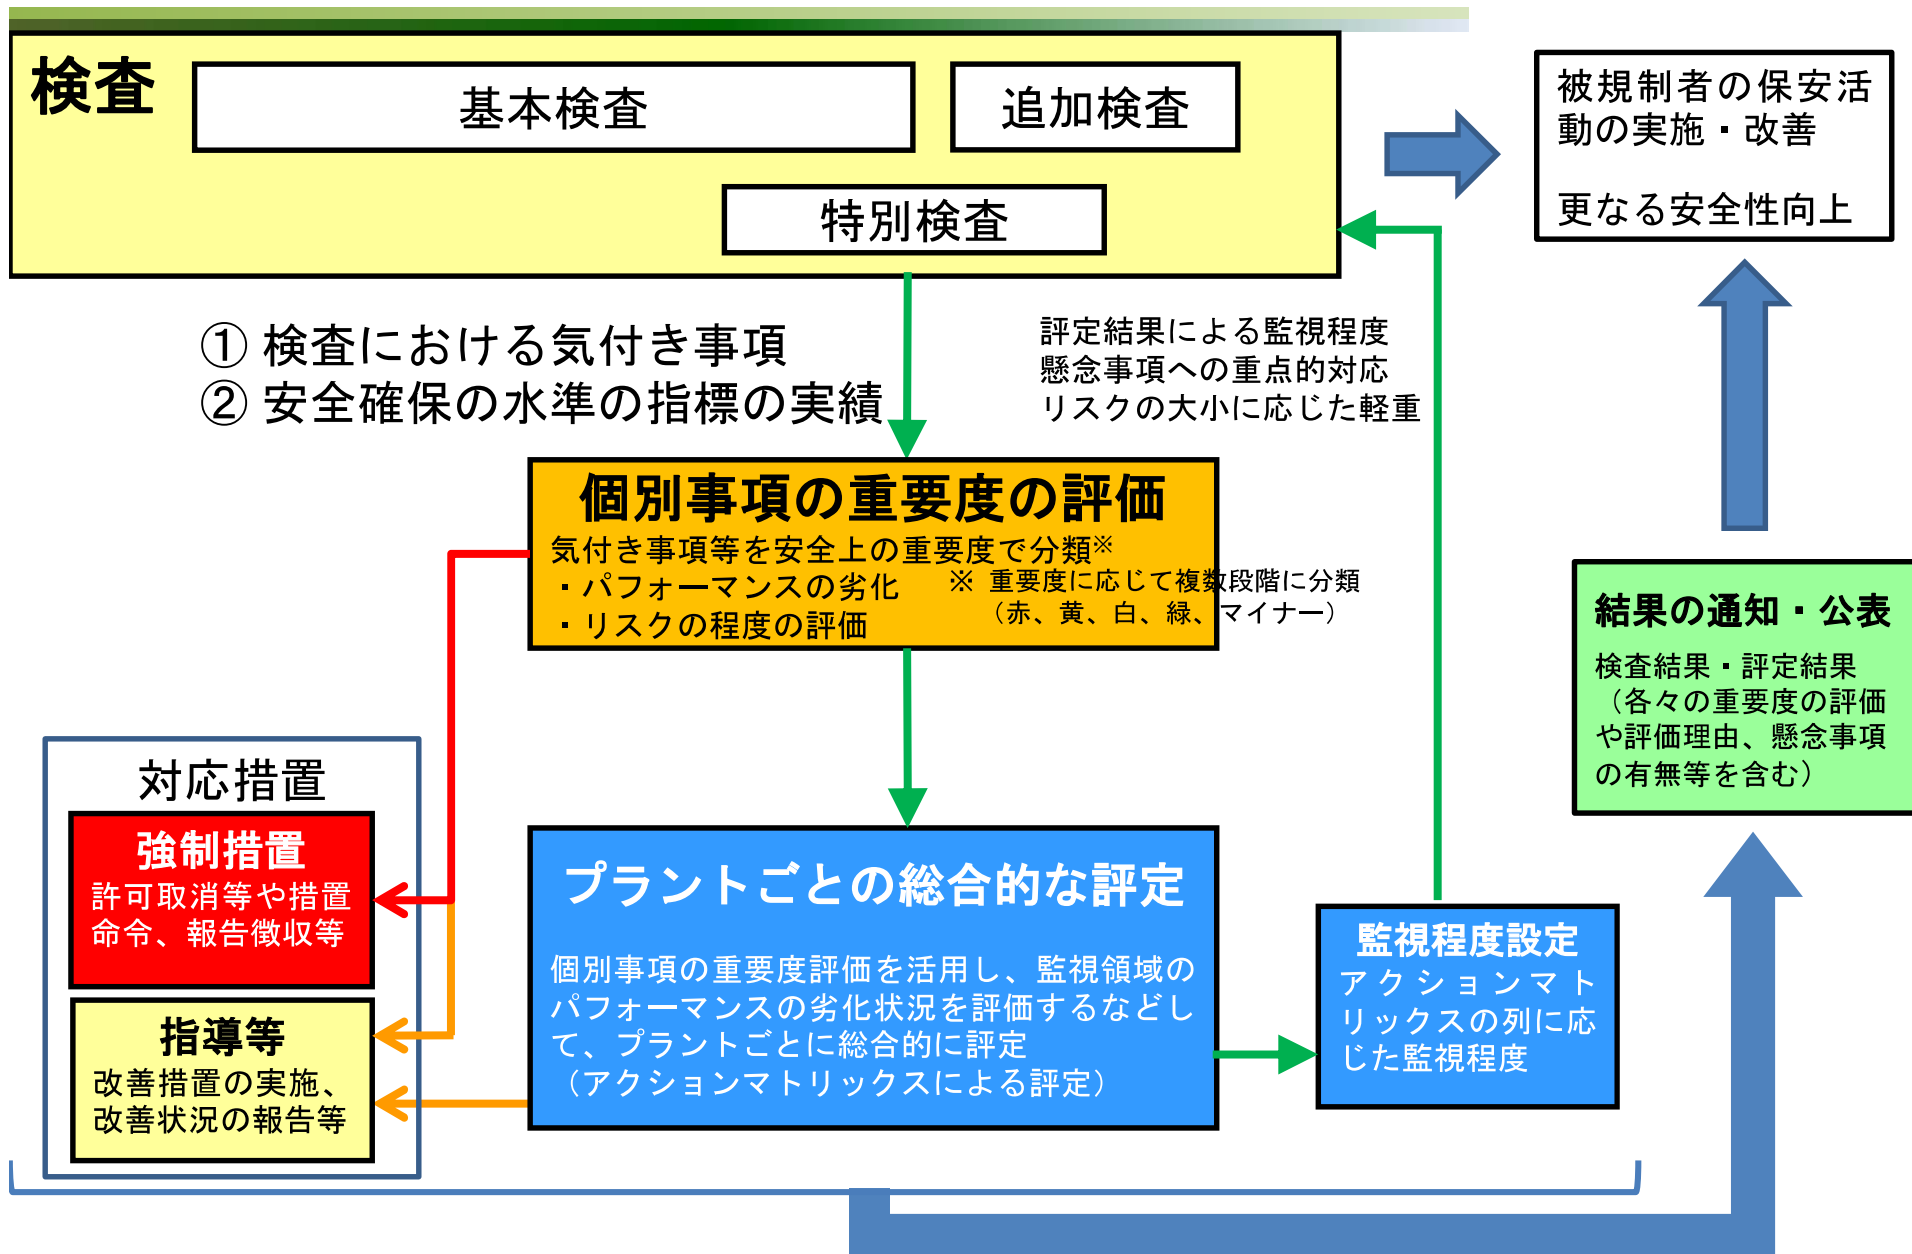 検査
基本検査
追加検査
特別検査
被規制者の保安活
動の実施・改善
更なる安全性向上
① 検査における気付き事項
② 安全確保の水準の指標の実績
評定結果による監視程度
懸念事項への重点的対応
リスクの大小に応じた軽重
個別事項の重要度の評価
気付き事項等を安全上の重要度で分類※
・パフォーマンスの劣化
・リスクの程度の評価
※ 重要度に応じて複数段階に分類
（赤、黄、白、緑、マイナー）
結果の通知・公表
検査結果・評定結果
（各々の重要度の評価
や評価理由、懸念事項
の有無等を含む）
対応措置
強制措置
許可取消等や措置
命令、報告徴収等
指導等
改善措置の実施、
改善状況の報告等
プラントごとの総合的な評定
個別事項の重要度評価を活用し、監視領域の
パフォーマンスの劣化状況を評価するなどし
て、プラントごとに総合的に評定
（アクションマトリックスによる評定）
監視程度設定
アクションマト
リックスの列に応
じた監視程度